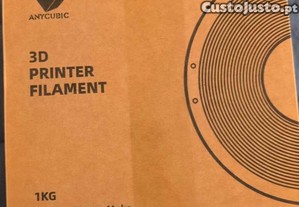 CustoJusto.pt
ANYCUBIC
3D
PRINTER
FILAMENT
1KG